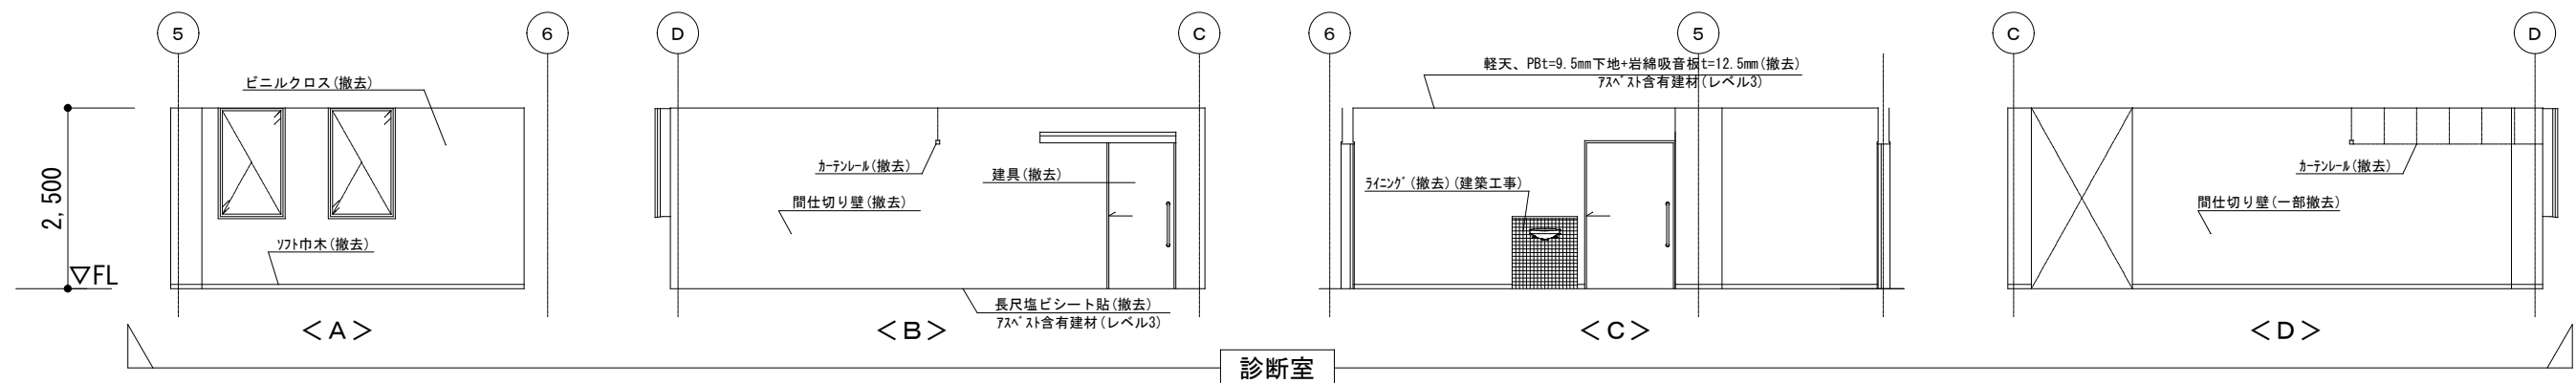 5
6
D
C
6
5
C
D
軽天、PBt=9.5mm下地+岩綿吸音板t=12.5mm(撤去)
アスベスト含有建材(レベル3)
ビニルクロス(撤去)
カーテンレール(撤去)
建具(撤去)
間仕切り壁(撤去)
ライニング(撤去)(建築工事)
カーテンレール(撤去)
間仕切り壁(一部撤去)
2,500
ソフト巾木(撤去)
▽FL
長尺塩ビシート貼(撤去)
アスベスト含有建材(レベル3)
<A>
<B>
<C>
<D>
診断室